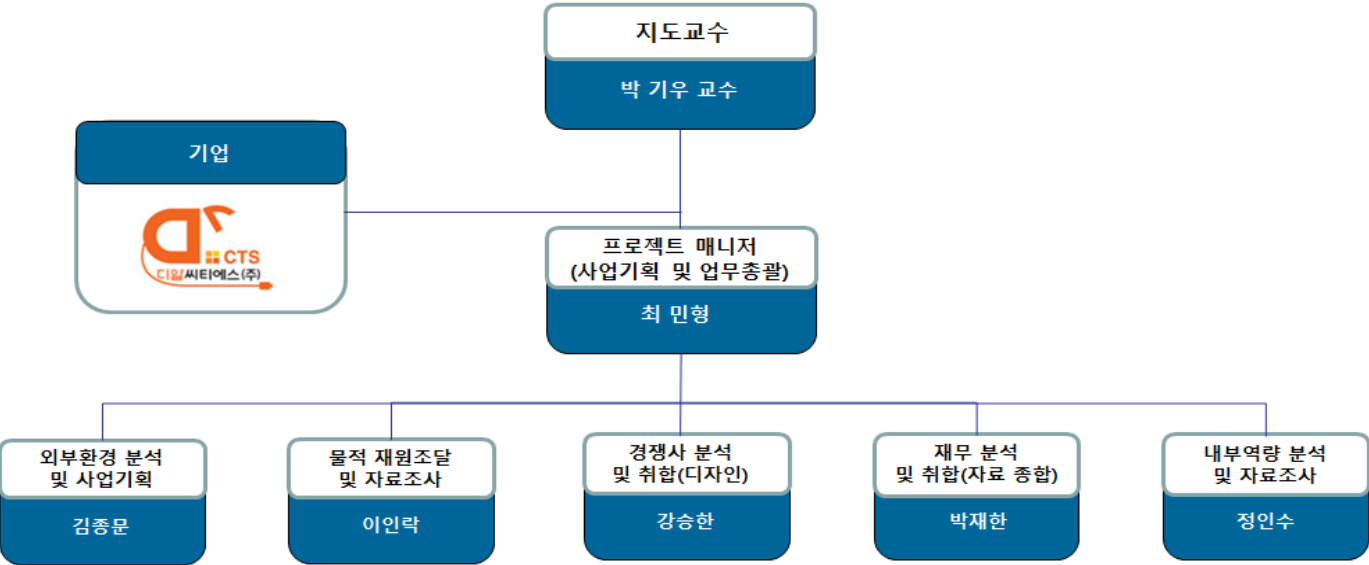 지도교수
박 기우 교수
기업
CTS
디알씨티에스(주)
프로젝트 매니저
(사업기획 및 업무총괄)
최 민형
외부환경 분석
및 사업기획
김종문
물적 재원조달
및 자료조사
이인락
경쟁사 분석
및 취합(디자인)
강승한
재무 분석
및 취합(자료 종합)
박재한
내부역량 분석
및 자료조사
정인수